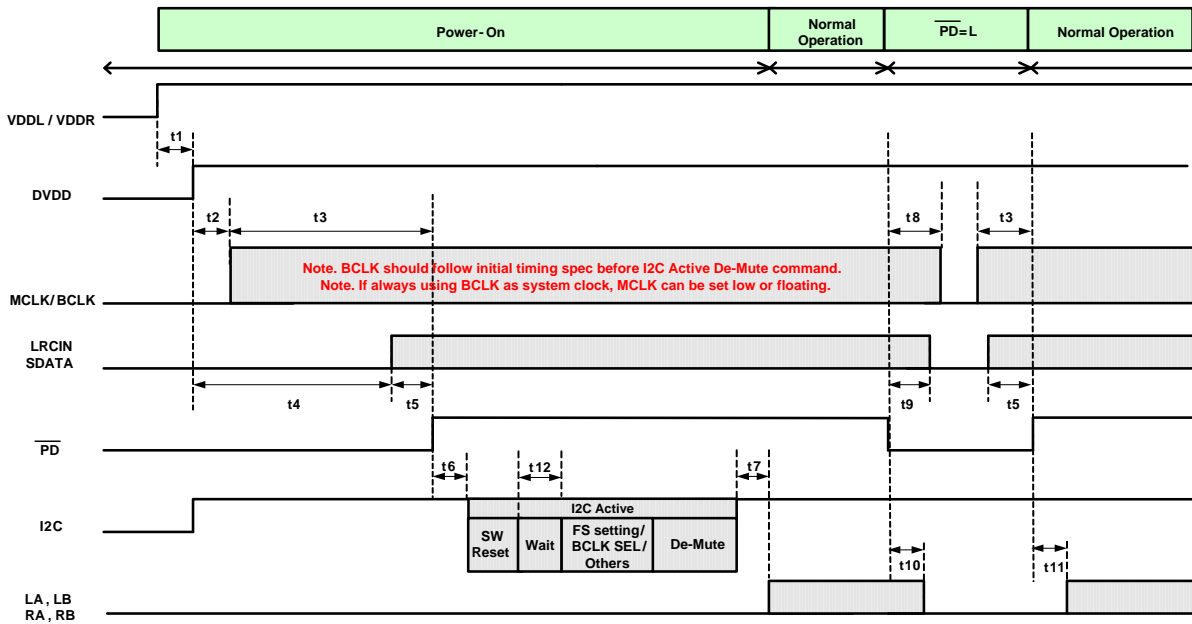 Power-On
Normal
Operation
PD=L
Normal Operation
VDDL / VDDR
t1
DVDD
t2
t3
t8
t3
Note. BCLK should follow initial timing spec before I2C Active De-Mute command.
Note. If always using BCLK as system clock, MCLK can be set low or floating.
MCLK/BCLK
LRCIN
SDATA
t4
t5
t9
t5
PD
t6
t12
t7
I2C
I2C Active
SW
Reset
Wait
FS setting/
BCLK SEL/
Others
De-Mute
t10
t11
LA , LB
RA , RB